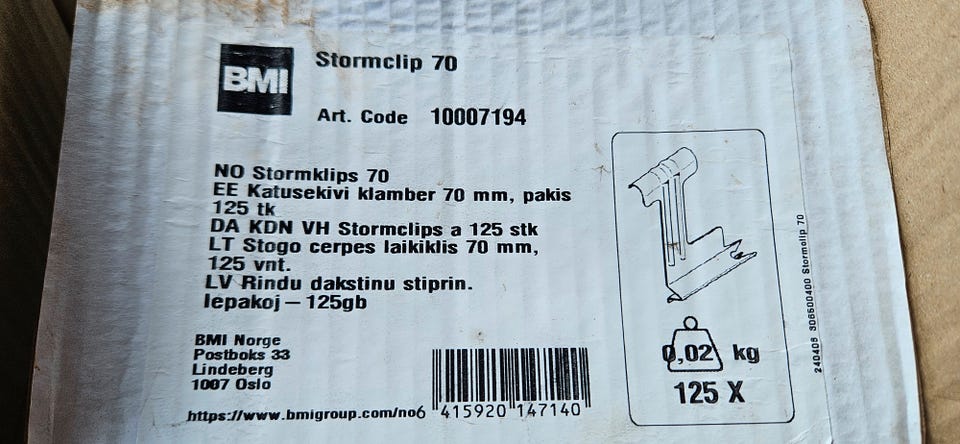 BMI
Stormclip 70
Art. Code 10007194
NO Stormklips 70
EE Katusekivi klamber 70 mm, pakis
125 tk
DA KDN VH Stormclips a 125 stk
LT Stogo cerpes laikiklis 70 mm,
125 vnt.
LV Rindu dakstinu stiprin.
Iepakoj – 125gb
BMI Norge
Postboks 33
Lindeberg
1007 Oslo
https://www.bmigroup.com/no
6 415920 147140
0,02 kg
125 X
240408 306500400 Stormclip 70